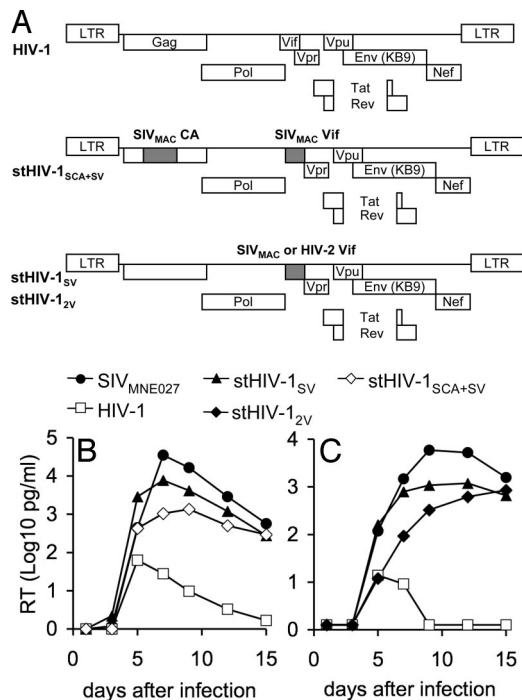 A
HIV-1
LTR
Gag
Vif
Vpu
LTR
Vpr
Env (KB9)
Pol
Nef
Tat
Rev
SIVMAC CA
SIVMAC Vif
stHIV-1SCA+SV
LTR
Vpu
LTR
Vpr
Env (KB9)
Pol
Nef
Tat
Rev
SIVMAC or HIV-2 Vif
stHIV-1SV
stHIV-12V
LTR
Vpu
LTR
Vpr
Env (KB9)
Pol
Nef
Tat
Rev
SIVMNE027
stHIV-1SV
stHIV-1SCA+SV
HIV-1
stHIV-12V
B
C
RT (Log10 pg/ml)
5
4
3
2
1
0
4
3
2
1
0
0 5 10 15
0 5 10 15
days after infection
days after infection